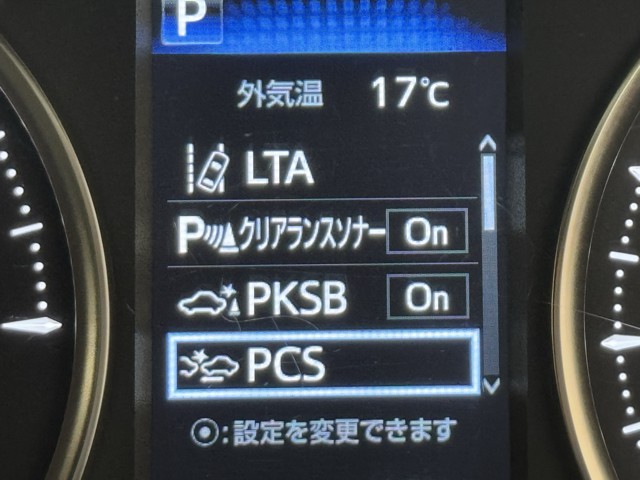 P
外気温 17℃
LTA
P クリアランスソナー On
PKSB On
PCS
:設定を変更できます